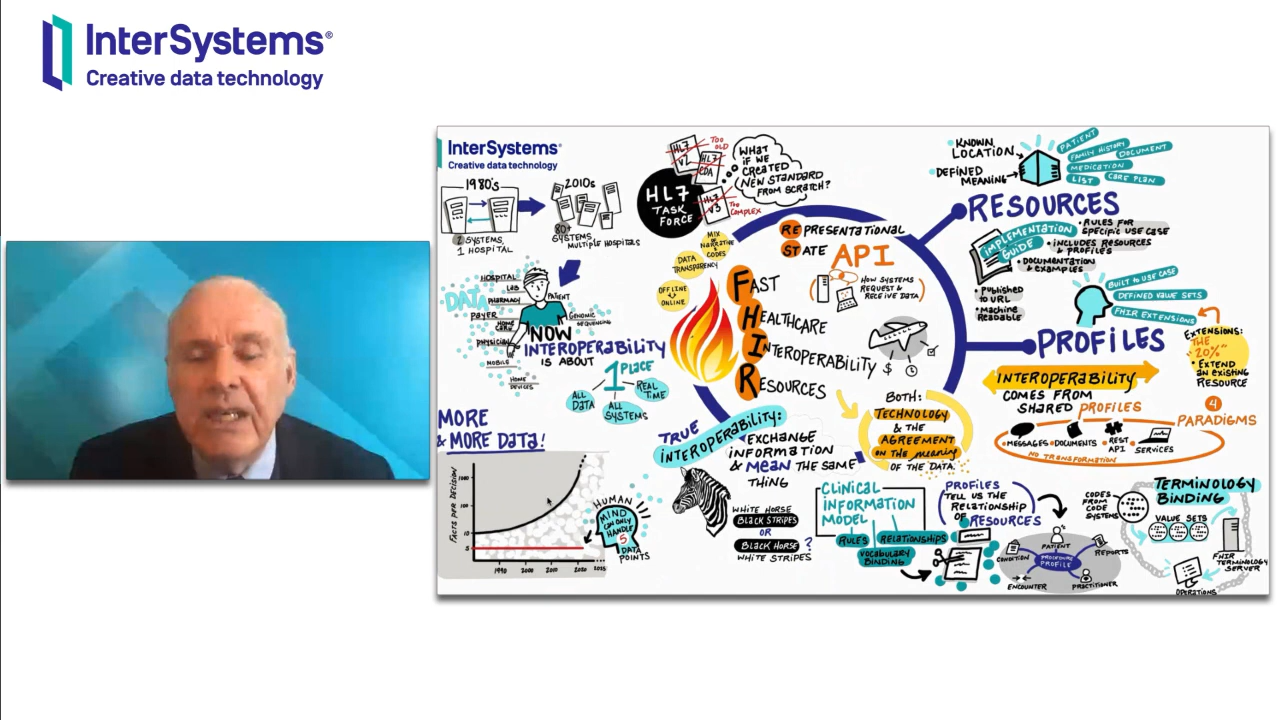 InterSystems®
Creative data technology
InterSystems®
Creative data technology
1980's
2010s
2 SYSTEMS,
1 HOSPITAL
80+
SYSTEMS,
MULTIPLE HOSPITALS
HL7
V2
TOO
OLD
HL7
CDA
HL7
V3
TOO
COMPLEX
HL7
TASK
FORCE
WHAT
IF WE
CREATED
NEW STANDARD
FROM SCRATCH?
DATA
HOSPITAL
LAB
PHARMACY
PAYER
HOME
CARE
PHYSICIAN
MOBILE
HOME
DEVICES
PATIENT
GENOMIC
SEQUENCING
NOW
INTEROPERABILITY
IS ABOUT
1 PLACE
ALL
DATA
ALL
SYSTEMS
REAL
TIME
MORE
& MORE DATA!
FACTS PER DECISION
1000
100
10
5
1990
2000
2010
2020
2025
HUMAN
MIND
CAN ONLY
HANDLE
5
DATA
POINTS
MIX
OF
NARRATIVE
& CODES
DATA
TRANSPARENCY
OFFLINE
ONLINE
REPRESENTATIONAL
STATE
API
HOW SYSTEMS
REQUEST &
RECEIVE DATA
FAST
HEALTHCARE
INTEROPERABILITY
RESOURCES
$
BOTH:
TECHNOLOGY
& THE
AGREEMENT
ON THE meaning
OF THE DATA.
TRUE
INTEROPERABILITY:
EXCHANGE
INFORMATION
& MEAN THE SAME
THING
WHITE HORSE
BLACK STRIPES
OR
BLACK HORSE
WHITE STRIPES
?
CLINICAL
INFORMATION
MODEL
RULES
RELATIONSHIPS
VOCABULARY
BINDING
PROFILES
TELL US THE
RELATIONSHIP
OF RESOURCES
PATIENT
CONDITION
REPORTS
PROCEDURE
PROFILE
ENCOUNTER
PRACTITIONER
KNOWN
LOCATION
DEFINED
MEANING
PATIENT
FAMILY HISTORY
DOCUMENT
MEDICATION
LIST
CARE PLAN
RESOURCES
IMPLEMENTATION
GUIDE
• RULES FOR
SPECIFIC USE CASE
• INCLUDES RESOURCES
& PROFILES
• DOCUMENTATION
& EXAMPLES
• PUBLISHED
to URL
• MACHINE
READABLE
BUILT to USE CASE
DEFINED VALUE SETS
FHIR EXTENSIONS
PROFILES
EXTENSIONS:
THE
"20%"
• EXTEND
AN EXISTING
RESOURCE
INTEROPERABILITY
COMES FROM
SHARED PROFILES
4
PARADIGMS
• MESSAGES
• DOCUMENTS
• REST
API
• SERVICES
NO TRANSFORMATION
TERMINOLOGY
BINDING
CODES
FROM
CODE
SYSTEMS
VALUE SETS
FHIR
TERMINOLOGY
SERVER
OPERATIONS